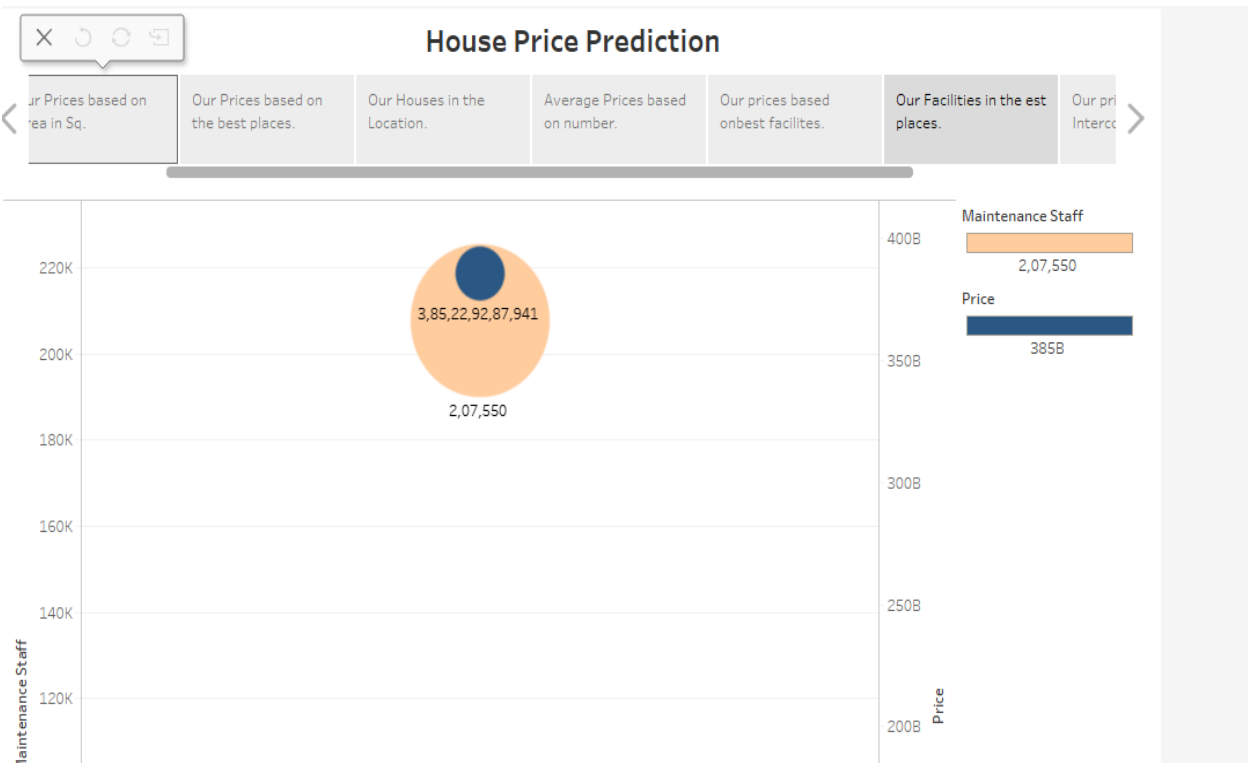 House Price Prediction
ur Prices based on
rea in Sq.
Our Prices based on
the best places.
Our Houses in the
Location.
Average Prices based
on number.
Our prices based
onbest facilites.
Our Facilities in the est
places.
Our pri
Interco
220K
200K
180K
160K
140K
120K
Maintenance Staff
3,85,22,92,87,941
2,07,550
400B
350B
300B
250B
200B
Price
Maintenance Staff
2,07,550
Price
385B